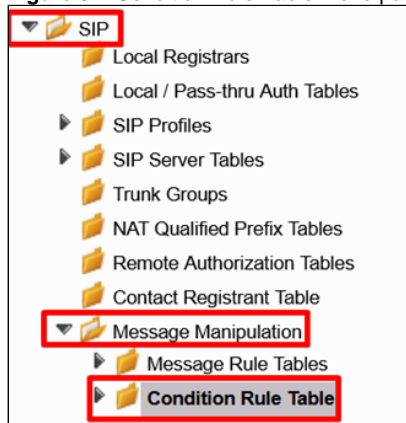 SIP
Local Registrars
Local / Pass-thru Auth Tables
SIP Profiles
SIP Server Tables
Trunk Groups
NAT Qualified Prefix Tables
Remote Authorization Tables
Contact Registrant Table
Message Manipulation
Message Rule Tables
Condition Rule Table